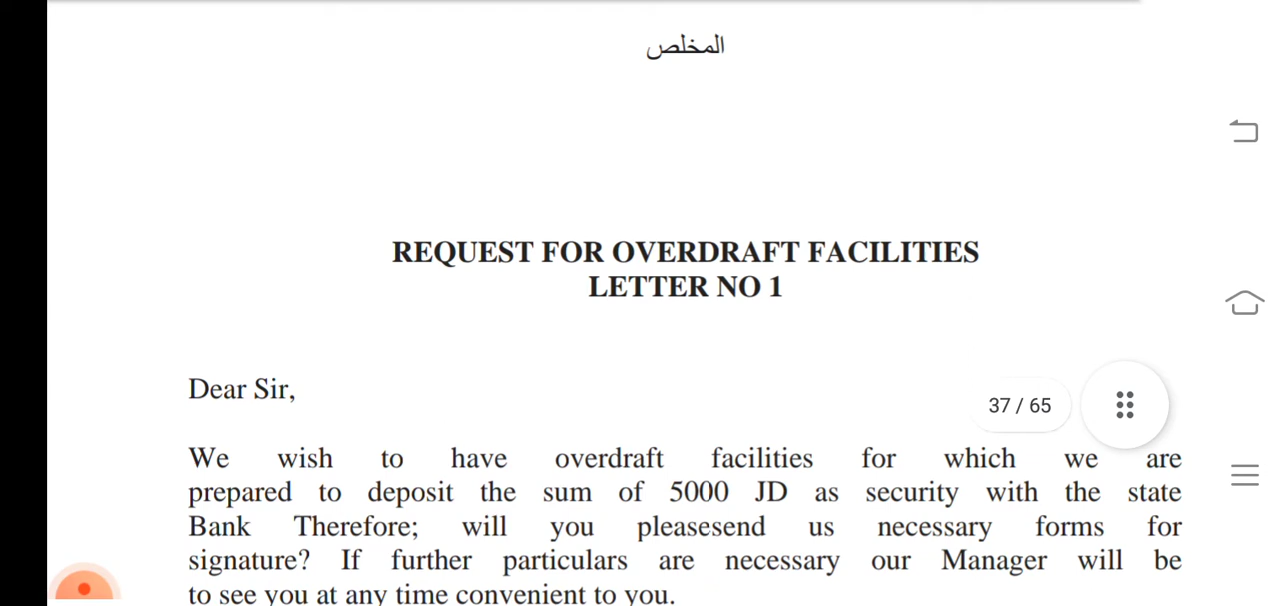 المخلص
REQUEST FOR OVERDRAFT FACILITIES
LETTER NO 1
Dear Sir,
37 / 65
We wish to have overdraft facilities for which we are
prepared to deposit the sum of 5000 JD as security with the state
Bank Therefore; will you pleasesend us necessary forms for
signature? If further particulars are necessary our Manager will be
to see you at any time convenient to you.